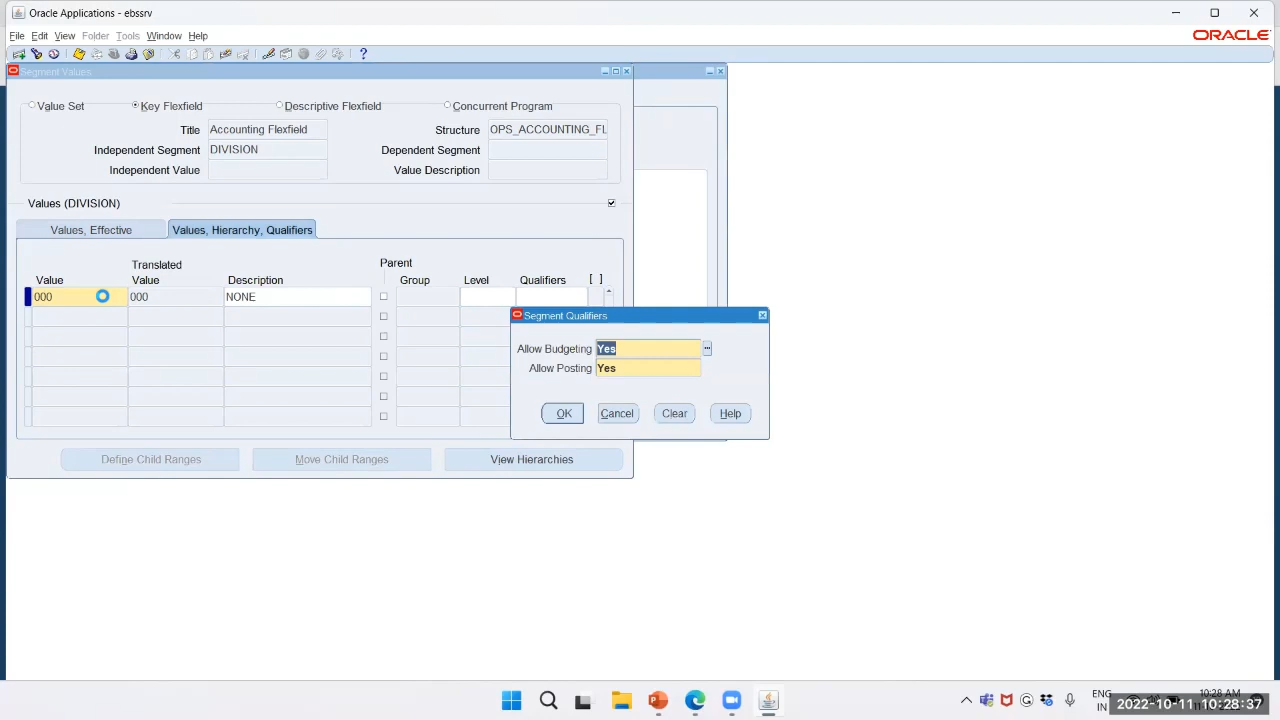 Oracle Applications - ebssrv
File Edit View Folder Tools Window Help
ORACLE
Segment Values
Value Set Key Flexfield Descriptive Flexfield Concurrent Program
Title Accounting Flexfield Structure OPS_ACCOUNTING_FL
Independent Segment DIVISION Dependent Segment
Independent Value Value Description
Values (DIVISION)
Values, Effective Values, Hierarchy, Qualifiers
Parent
Translated
Value Value Description Group Level Qualifiers [ ]
000 000 NONE
Segment Qualifiers
Allow Budgeting Yes
Allow Posting Yes
OK Cancel Clear Help
Define Child Ranges Move Child Ranges View Hierarchies
ENG
IN
10:28 AM
2022-10-11 10:28:37